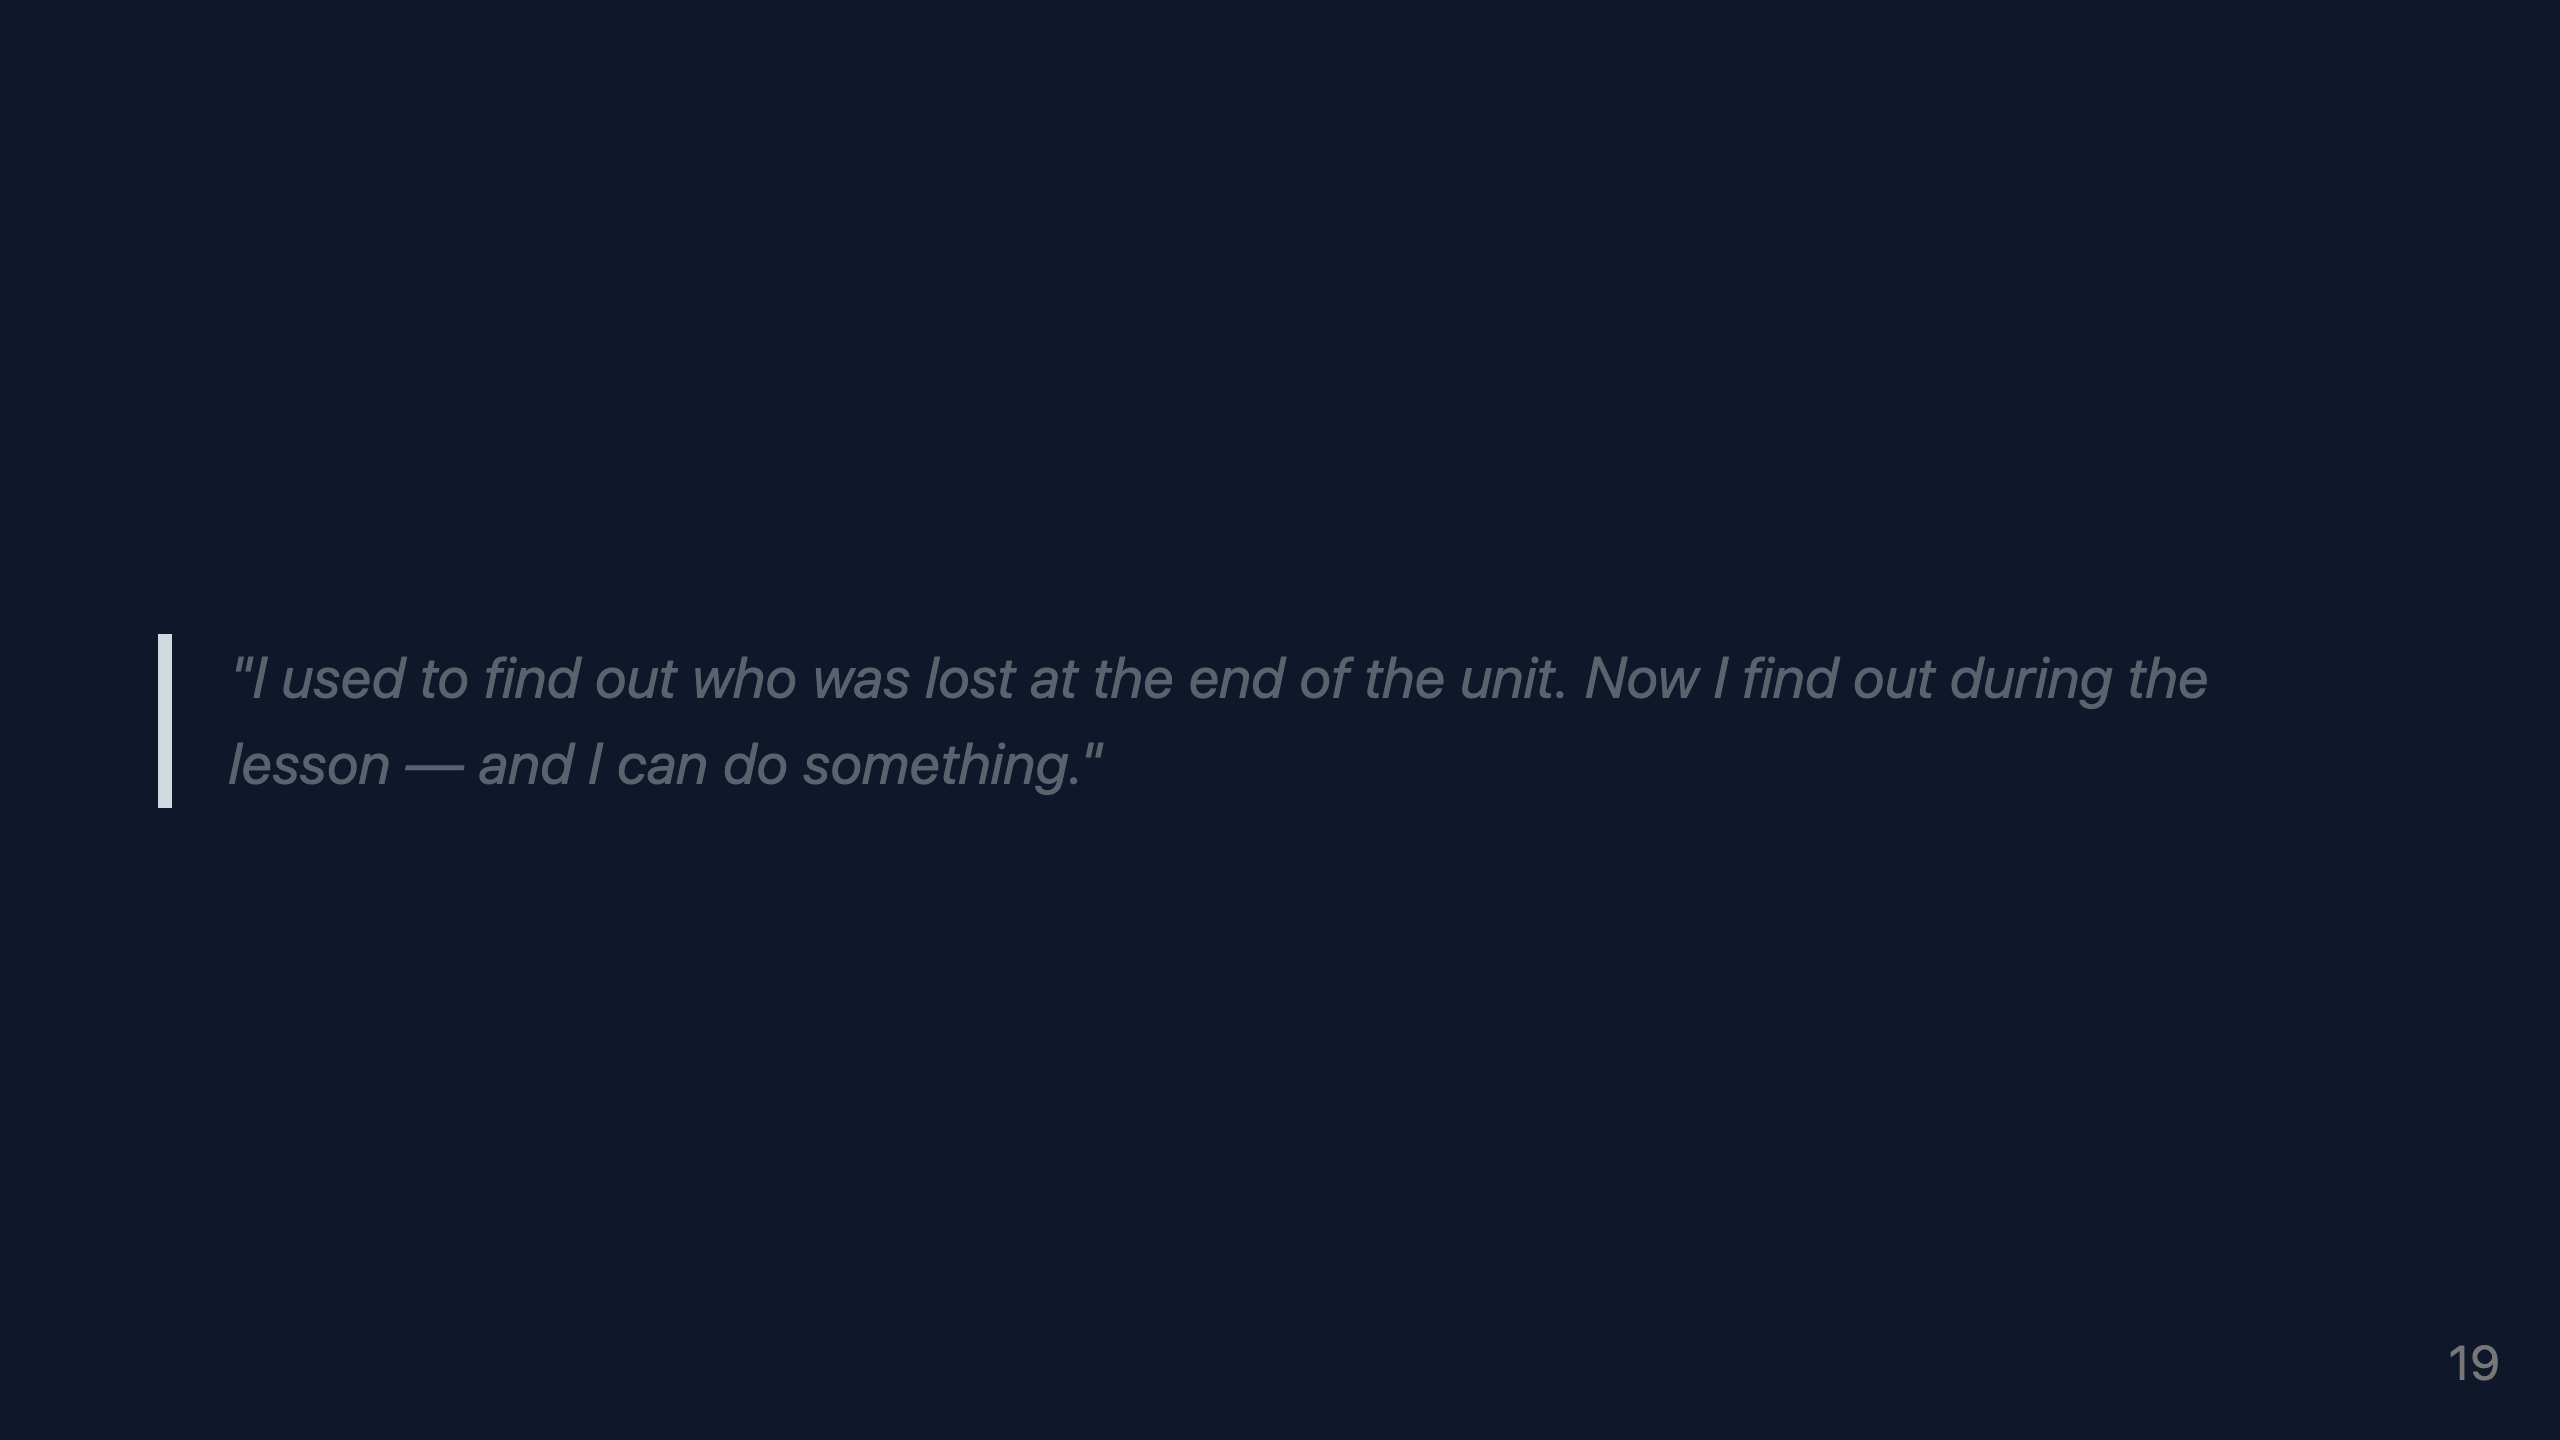 "I used to find out who was lost at the end of the unit. Now I find out during the
lesson — and I can do something."
19